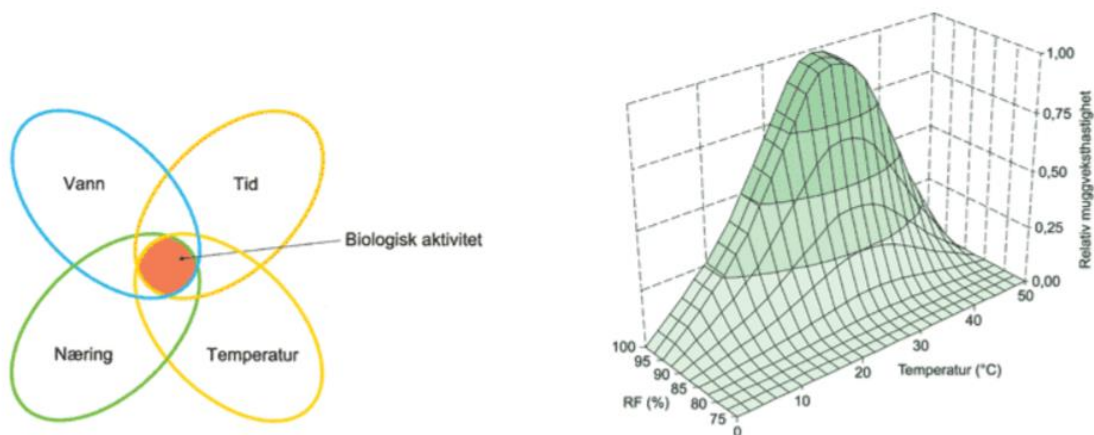 Vann
Tid
Biologisk aktivitet
Næring
Temperatur
1,00
0,75
0,50
0,25
0,00
Relativ muggveksthastighet
100
95
90
85
80
75
RF (%)
0
10
20
30
40
50
Temperatur (°C)